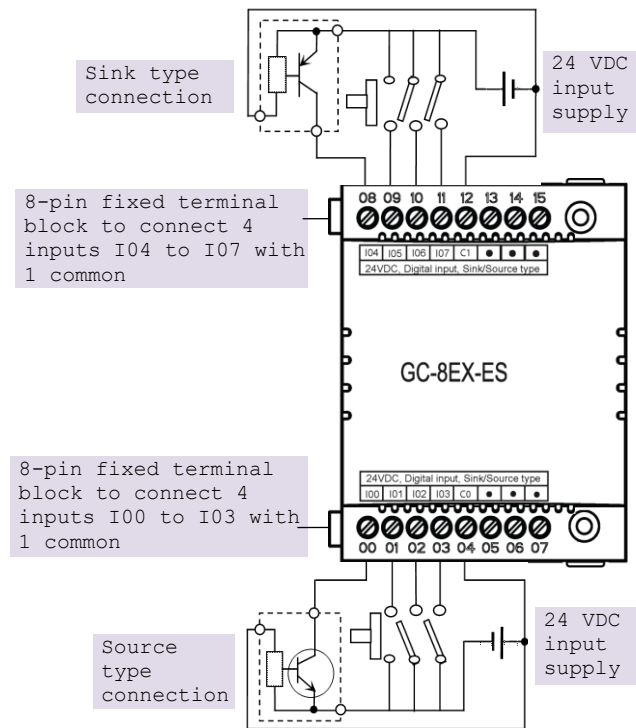 Sink type
connection
24 VDC
input
supply
8-pin fixed terminal
block to connect 4
inputs I04 to I07 with
1 common
08 09 10 11 12 13 14 15
I04 I05 I06 I07 C1
24VDC, Digital input, Sink/Source type
GC-8EX-ES
8-pin fixed terminal
block to connect 4
inputs I00 to I03 with
1 common
24VDC, Digital input, Sink/Source type
I00 I01 I02 I03 C0
00 01 02 03 04 05 06 07
Source
type
connection
24 VDC
input
supply